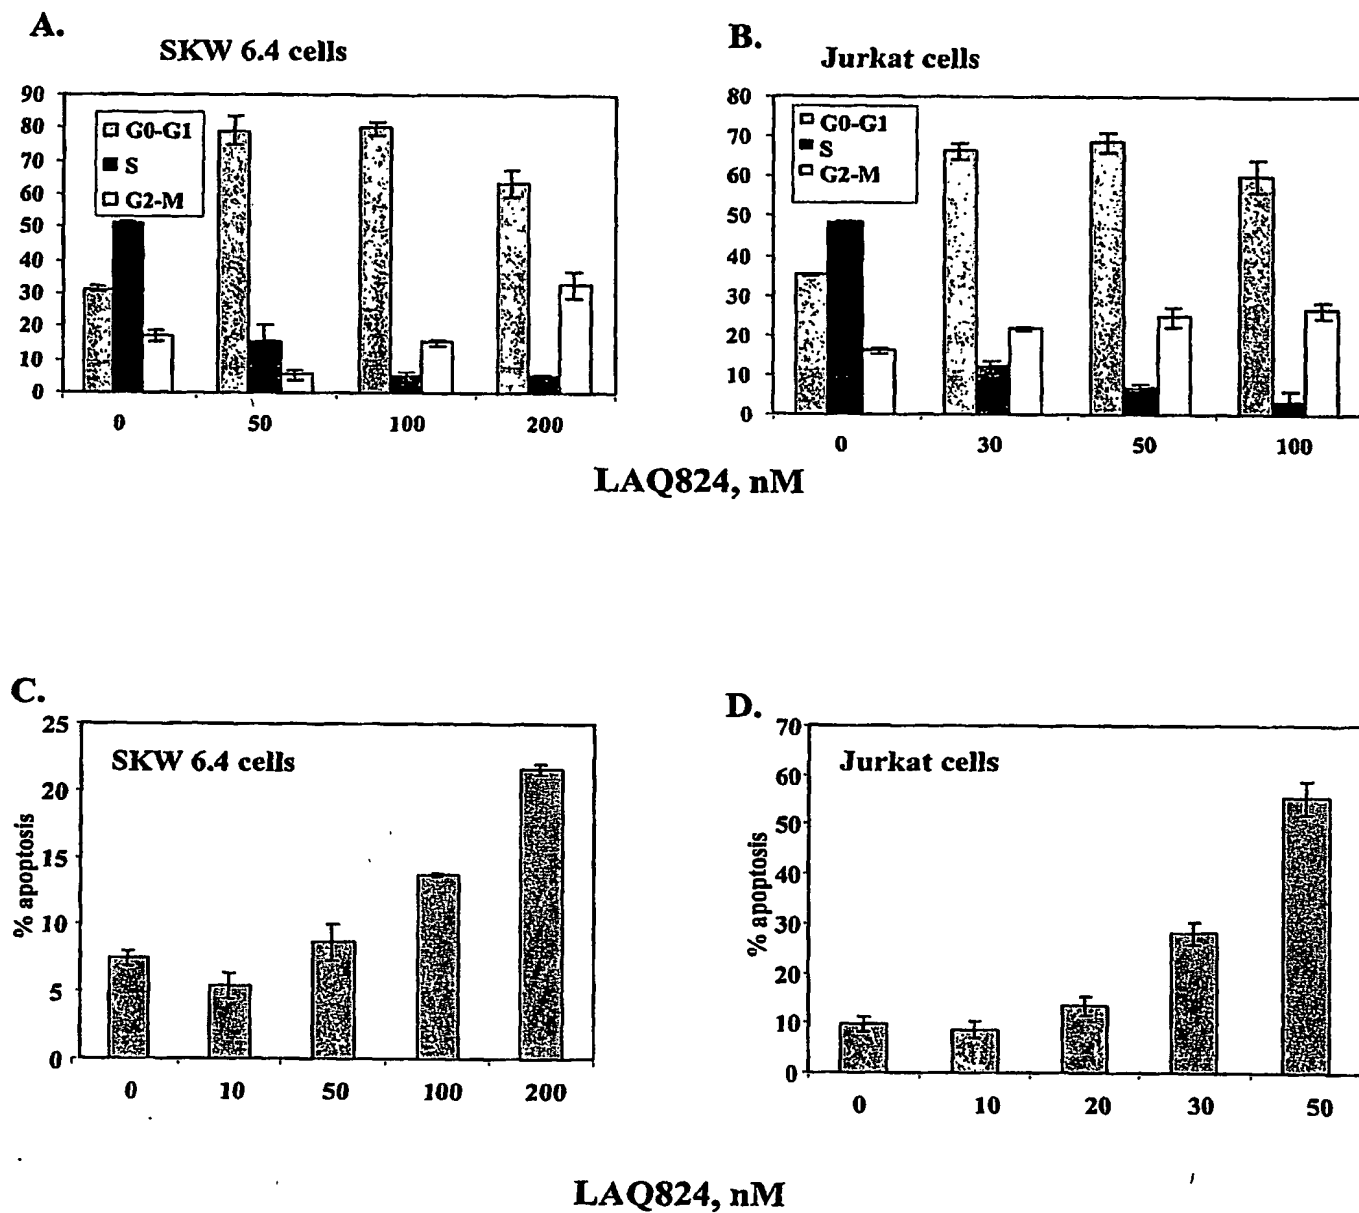 A.
SKW 6.4 cells
90
80
70
60
50
40
30
20
10
0
G0-G1
S
G2-M
0 50 100 200
B.
Jurkat cells
80
70
60
50
40
30
20
10
0
G0-G1
S
G2-M
0 30 50 100
LAQ824, nM
C.
SKW 6.4 cells
% apoptosis
25
20
15
10
5
0
0 10 50 100 200
D.
Jurkat cells
% apoptosis
70
60
50
40
30
20
10
0
0 10 20 30 50
LAQ824, nM